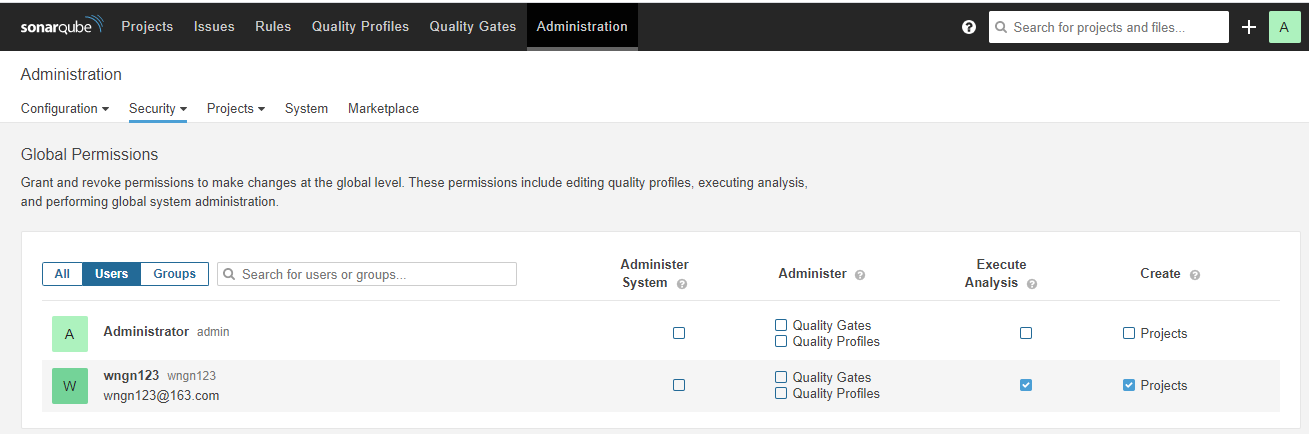 sonarqube Projects Issues Rules Quality Profiles Quality Gates Administration ? Search for projects and files... + A
Administration
Configuration Security Projects System Marketplace
Global Permissions
Grant and revoke permissions to make changes at the global level. These permissions include editing quality profiles, executing analysis,
and performing global system administration.
All Users Groups Search for users or groups...
Administer
System ?
Administer ?
Execute
Analysis ?
Create ?
A Administrator admin
Quality Gates
Quality Profiles
Projects
W wngn123 wngn123
wngn123@163.com
Quality Gates
Quality Profiles
Projects